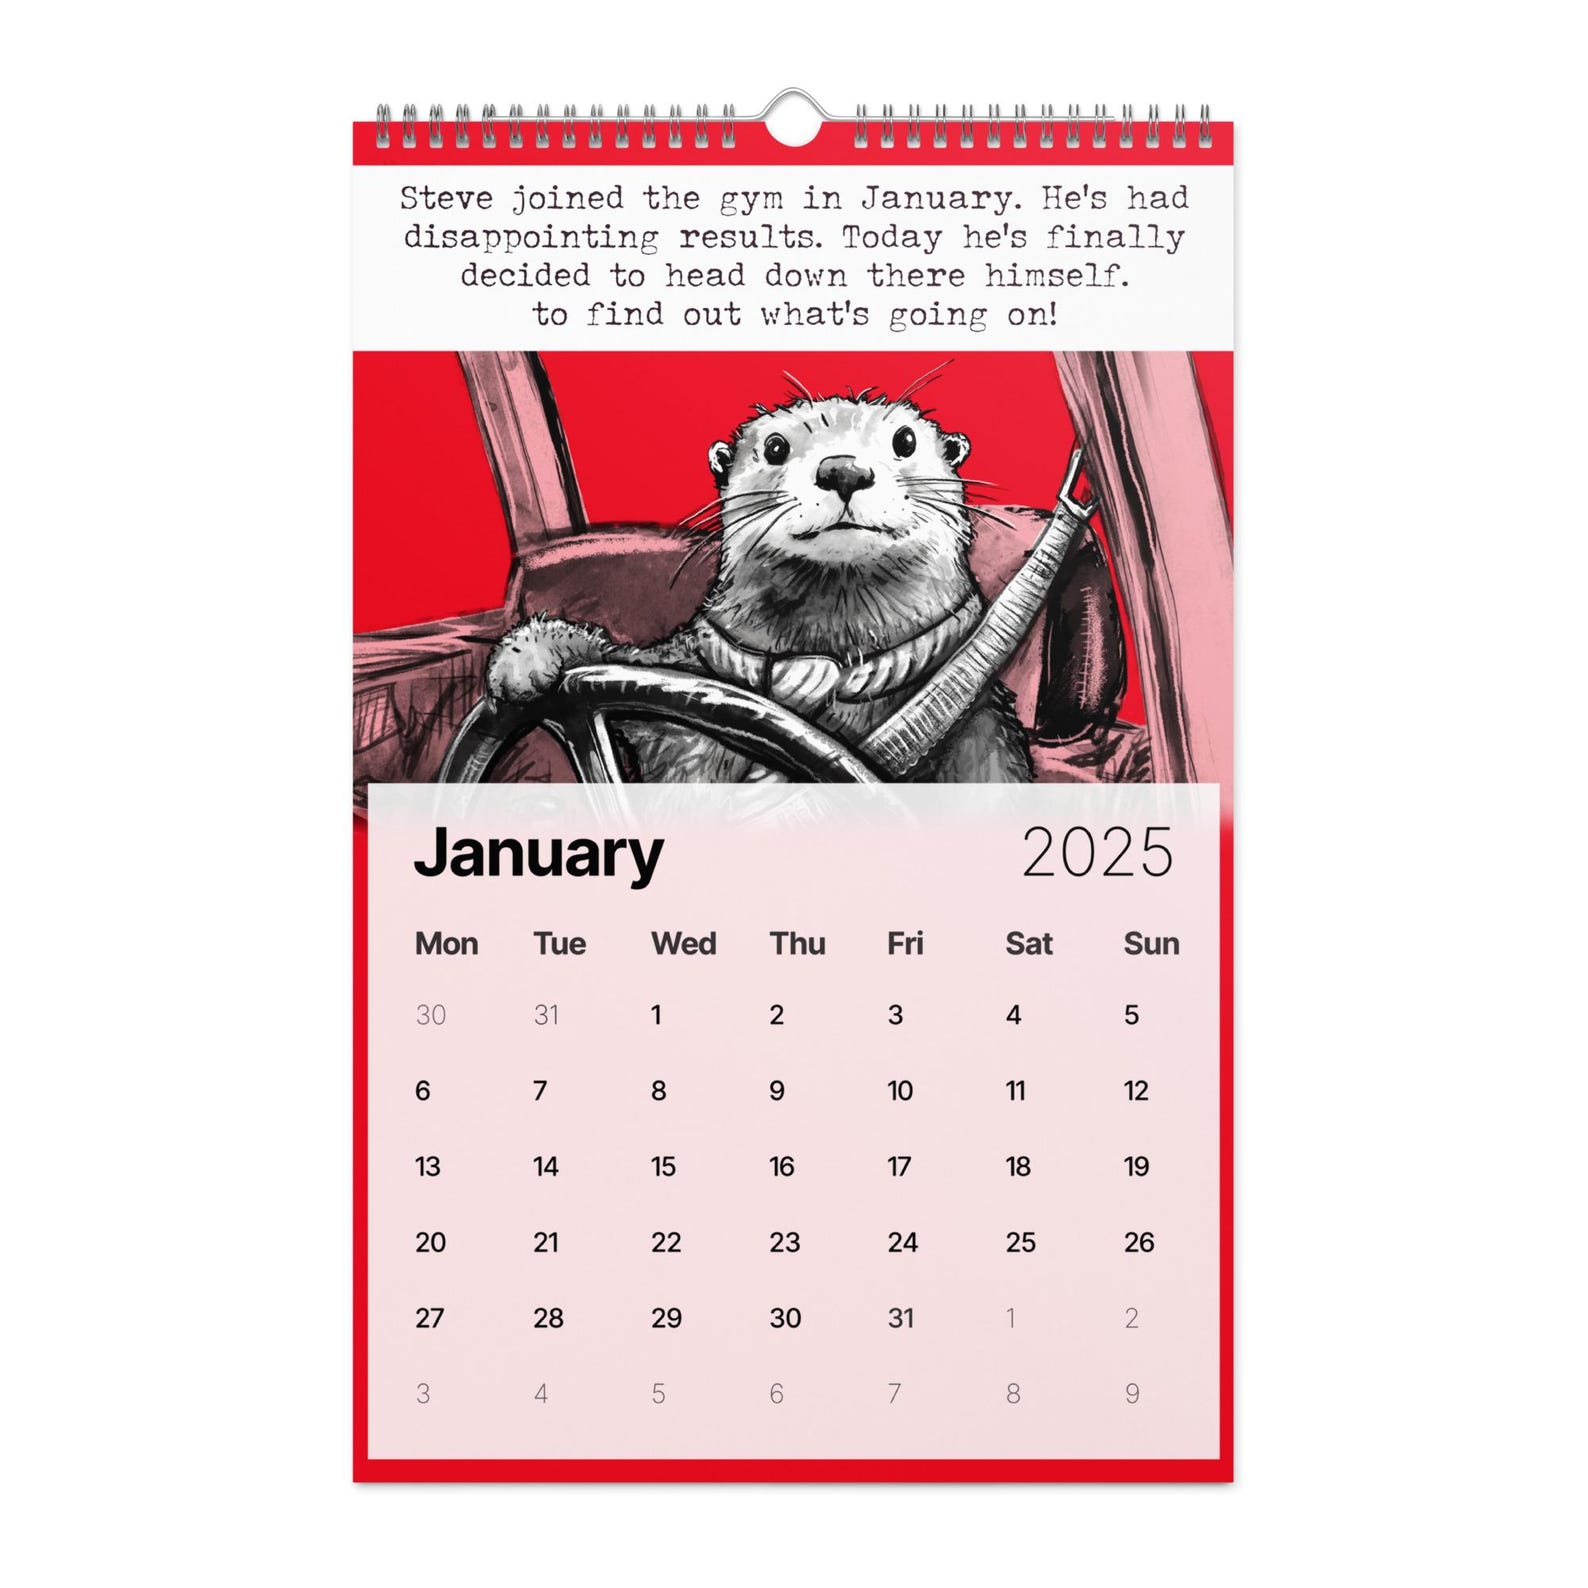 Steve joined the gym in January. He's had
disappointing results. Today he's finally
decided to head down there himself.
to find out what's going on!
January 2025
Mon Tue Wed Thu Fri Sat Sun
30 31 1 2 3 4 5
6 7 8 9 10 11 12
13 14 15 16 17 18 19
20 21 22 23 24 25 26
27 28 29 30 31 1 2
3 4 5 6 7 8 9